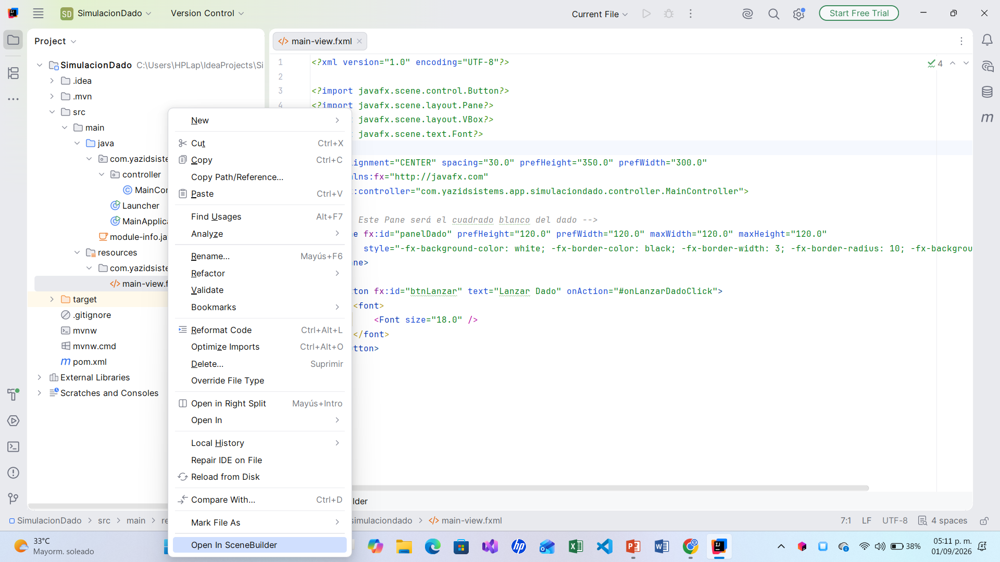 SD SimulacionDado Version Control Current File Start Free Trial
Project
main-view.fxml
SimulacionDado C:\Users\HPLap\IdeaProjects\Si
.idea
.mvn
src
main
java
com.yazidsiste
controller
MainCor
Launcher
MainApplica
module-info.ja
resources
com.yazidsiste
main-view.f
target
.gitignore
mvnw
mvnw.cmd
pom.xml
External Libraries
Scratches and Consoles
New
Cut Ctrl+X
Copy Ctrl+C
Copy Path/Reference...
Paste Ctrl+V
Find Usages Alt+F7
Analyze
Rename... Mayús+F6
Refactor
Validate
Bookmarks
Reformat Code Ctrl+Alt+L
Optimize Imports Ctrl+Alt+O
Delete... Suprimir
Override File Type
Open in Right Split Mayús+Intro
Open In
Local History
Repair IDE on File
Reload from Disk
Compare With... Ctrl+D
Mark File As
Open In SceneBuilder
4
1 <?xml version="1.0" encoding="UTF-8"?>
2
3 <?import javafx.scene.control.Button?>
4 <?import javafx.scene.layout.Pane?>
javafx.scene.layout.VBox?>
javafx.scene.text.Font?>
ignment="CENTER" spacing="30.0" prefHeight="350.0" prefWidth="300.0"
lns:fx="http://javafx.com"
:controller="com.yazidsistems.app.simulaciondado.controller.MainController">
Este Pane será el cuadrado blanco del dado -->
e fx:id="panelDado" prefHeight="120.0" prefWidth="120.0" maxWidth="120.0" maxHeight="120.0"
style="-fx-background-color: white; -fx-border-color: black; -fx-border-width: 3; -fx-border-radius: 10; -fx-backgrou
ne>
ton fx:id="btnLanzar" text="Lanzar Dado" onAction="#onLanzarDadoClick">
<font>
<Font size="18.0" />
</font>
tton>
lder
SimulacionDado > src > main > re simulaciondado > main-view.fxml
7:1 LF UTF-8 4 spaces
33°C
Mayorm. soleado
38%
05:11 p. m.
01/09/2026